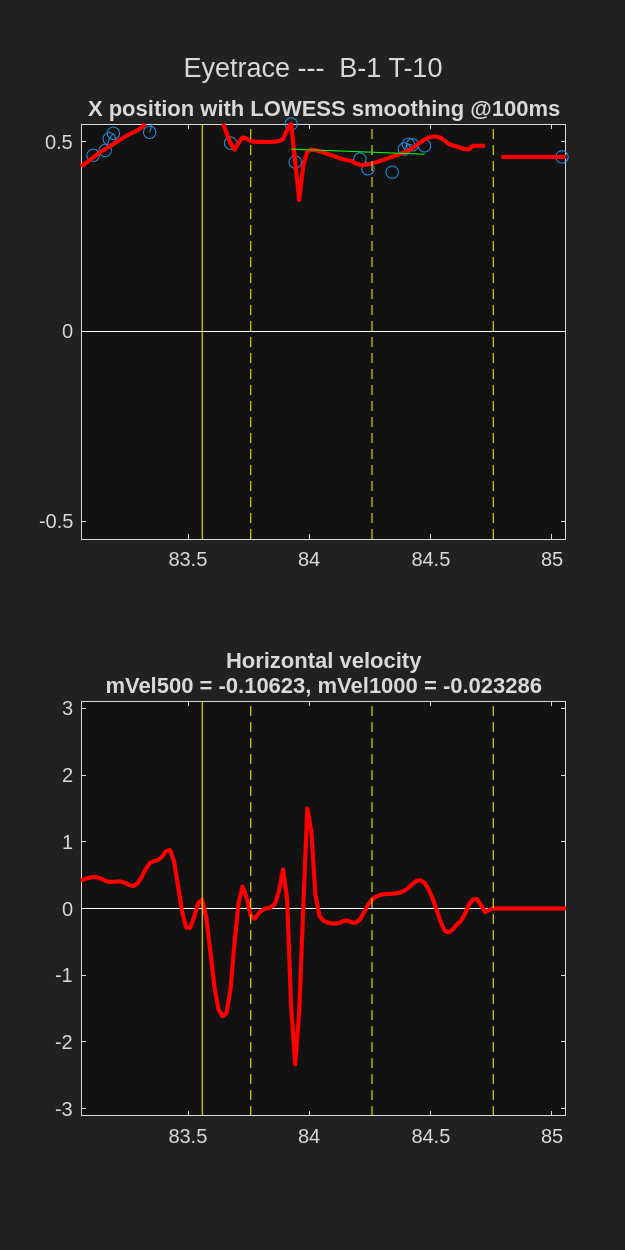 Eyetrace ---  B-1 T-10
X position with LOWESS smoothing @100ms
0.5
0
-0.5
83.5 84 84.5 85
Horizontal velocity
mVel500 = -0.10623, mVel1000 = -0.023286
3
2
1
0
-1
-2
-3
83.5 84 84.5 85